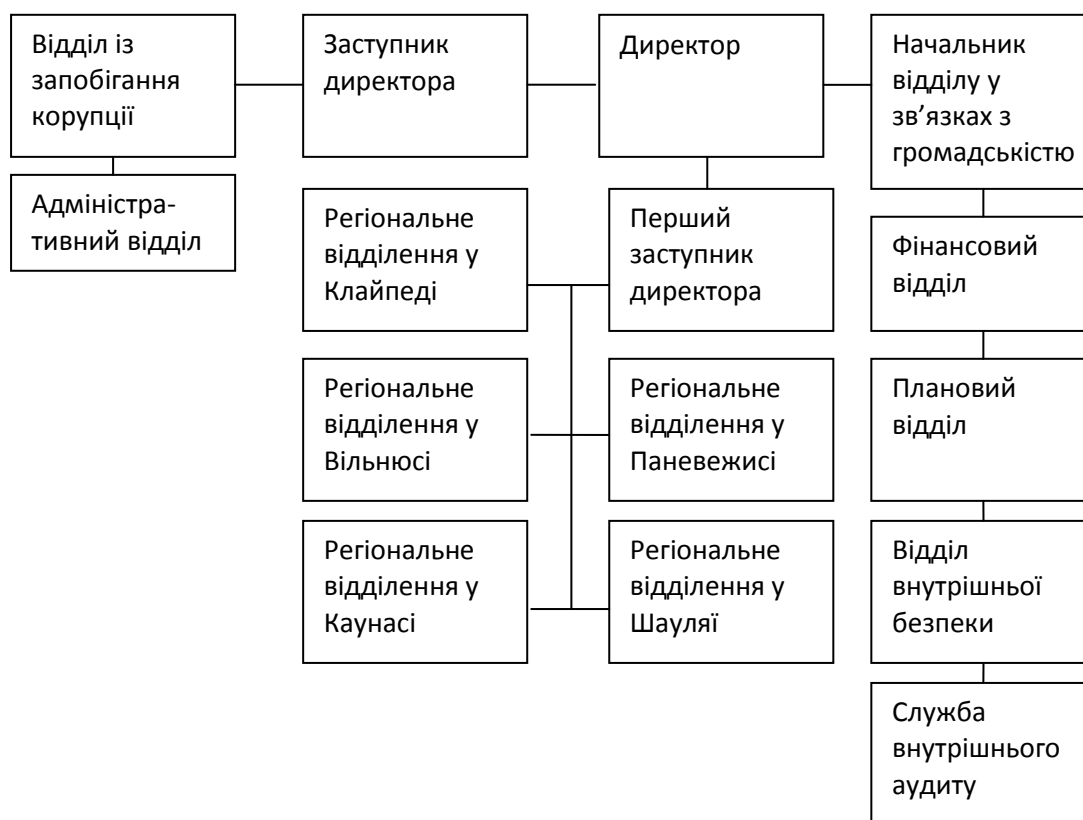 Відділ із
запобігання
корупції
Заступник
директора
Директор
Начальник
відділу у
зв’язках з
громадськістю
Адміністра-
тивний відділ
Регіональне
відділення у
Клайпеді
Перший
заступник
директора
Фінансовий
відділ
Регіональне
відділення у
Вільнюсі
Регіональне
відділення у
Паневежисі
Плановий
відділ
Регіональне
відділення у
Каунасі
Регіональне
відділення у
Шауляї
Відділ
внутрішньої
безпеки
Служба
внутрішнього
аудиту